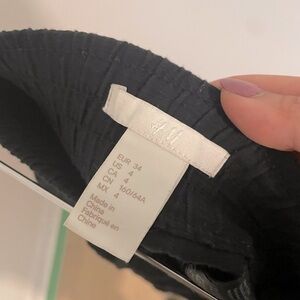 H&M
EUR 34
US 4
CA 4
CN 160/64A
MX 4
Made in
China
Fabriqué en
Chine